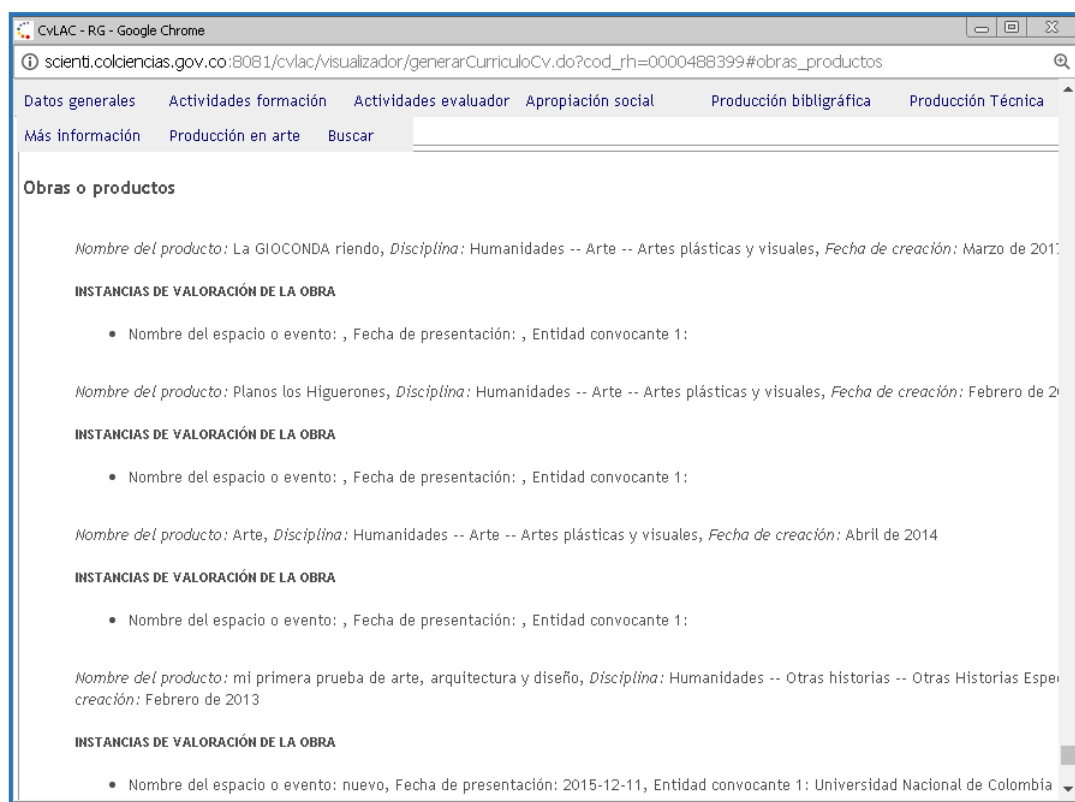 CvLAC - RG - Google Chrome
scienti.colciencias.gov.co:8081/cvlac/visualizador/generarCurriculoCv.do?cod_rh=0000488399#obras_productos
Datos generales Actividades formación Actividades evaluador Apropiación social Producción bibligráfica Producción Técnica
Más información Producción en arte Buscar
Obras o productos
Nombre del producto: La GIOCONDA riendo, Disciplina: Humanidades -- Arte -- Artes plásticas y visuales, Fecha de creación: Marzo de 2017
INSTANCIAS DE VALORACIÓN DE LA OBRA
• Nombre del espacio o evento: , Fecha de presentación: , Entidad convocante 1:
Nombre del producto: Planos los Higuerones, Disciplina: Humanidades -- Arte -- Artes plásticas y visuales, Fecha de creación: Febrero de
INSTANCIAS DE VALORACIÓN DE LA OBRA
• Nombre del espacio o evento: , Fecha de presentación: , Entidad convocante 1:
Nombre del producto: Arte, Disciplina: Humanidades -- Arte -- Artes plásticas y visuales, Fecha de creación: Abril de 2014
INSTANCIAS DE VALORACIÓN DE LA OBRA
• Nombre del espacio o evento: , Fecha de presentación: , Entidad convocante 1:
Nombre del producto: mi primera prueba de arte, arquitectura y diseño, Disciplina: Humanidades -- Otras historias -- Otras Historias
creación: Febrero de 2013
INSTANCIAS DE VALORACIÓN DE LA OBRA
• Nombre del espacio o evento: nuevo, Fecha de presentación: 2015-12-11, Entidad convocante 1: Universidad Nacional de Colombia